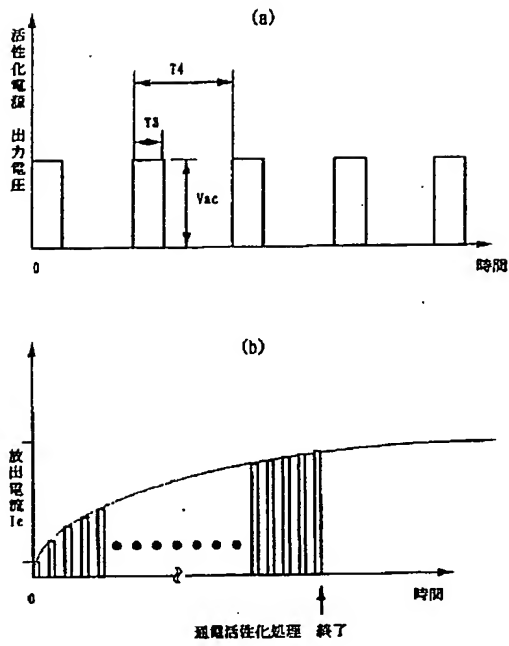 (a)
活性化電源 出力電圧
T4
T3
Vac
0
時間
(b)
放出電流 Ie
0
時間
通電活性化処理 終了